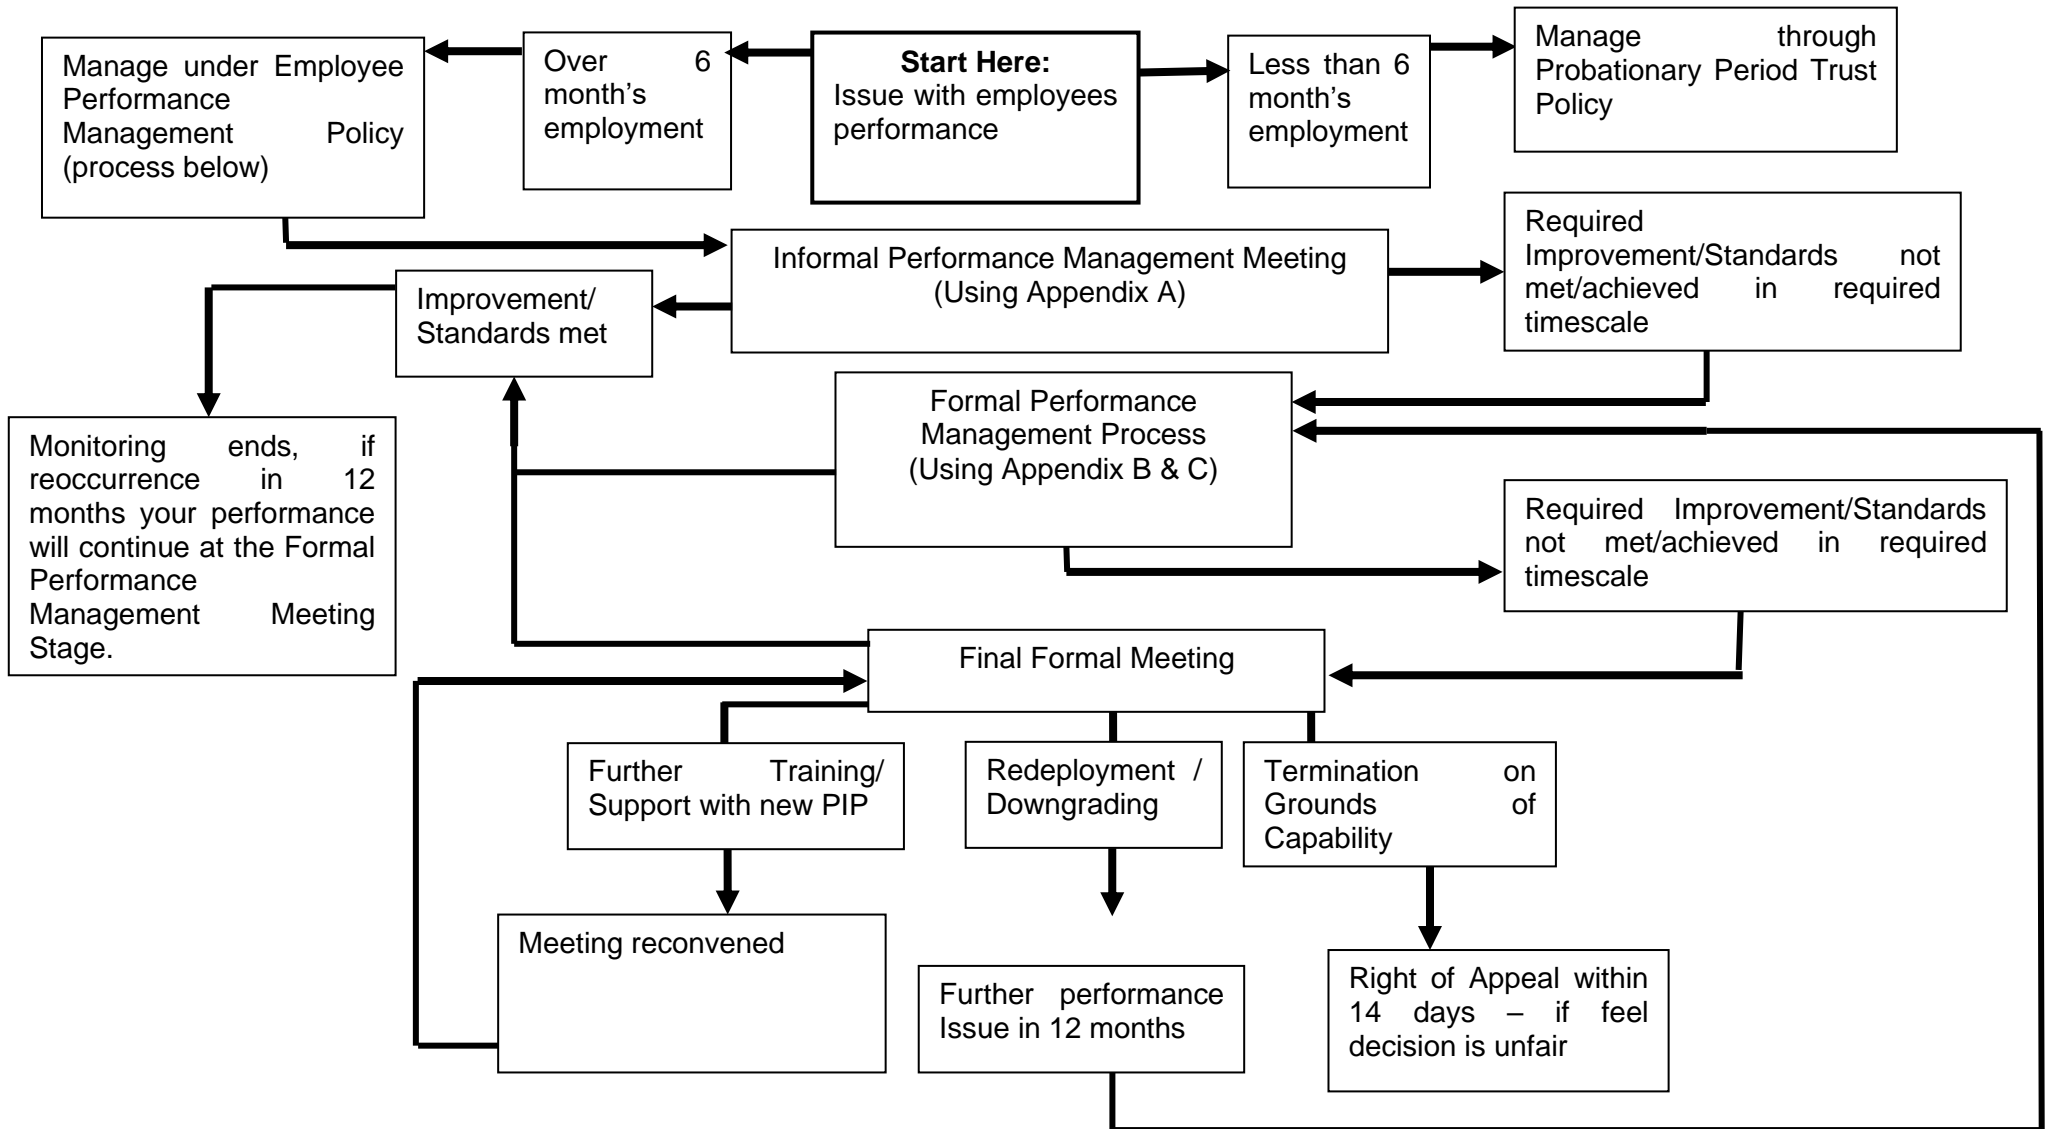 Manage under Employee
Performance
Management Policy
(process below)
Over 6
month's
employment
Start Here:
Issue with employees
performance
Less than 6
month's
employment
Manage through
Probationary Period Trust
Policy
Informal Performance Management Meeting
(Using Appendix A)
Required
Improvement/Standards not
met/achieved in required
timescale
Improvement/
Standards met
Formal Performance
Management Process
(Using Appendix B & C)
Monitoring ends, if
reoccurrence in 12
months your performance
will continue at the Formal
Performance
Management Meeting
Stage.
Required Improvement/Standards
not met/achieved in required
timescale
Final Formal Meeting
Further Training/
Support with new PIP
Redeployment /
Downgrading
Termination on
Grounds of
Capability
Meeting reconvened
Further performance
Issue in 12 months
Right of Appeal within
14 days – if feel
decision is unfair